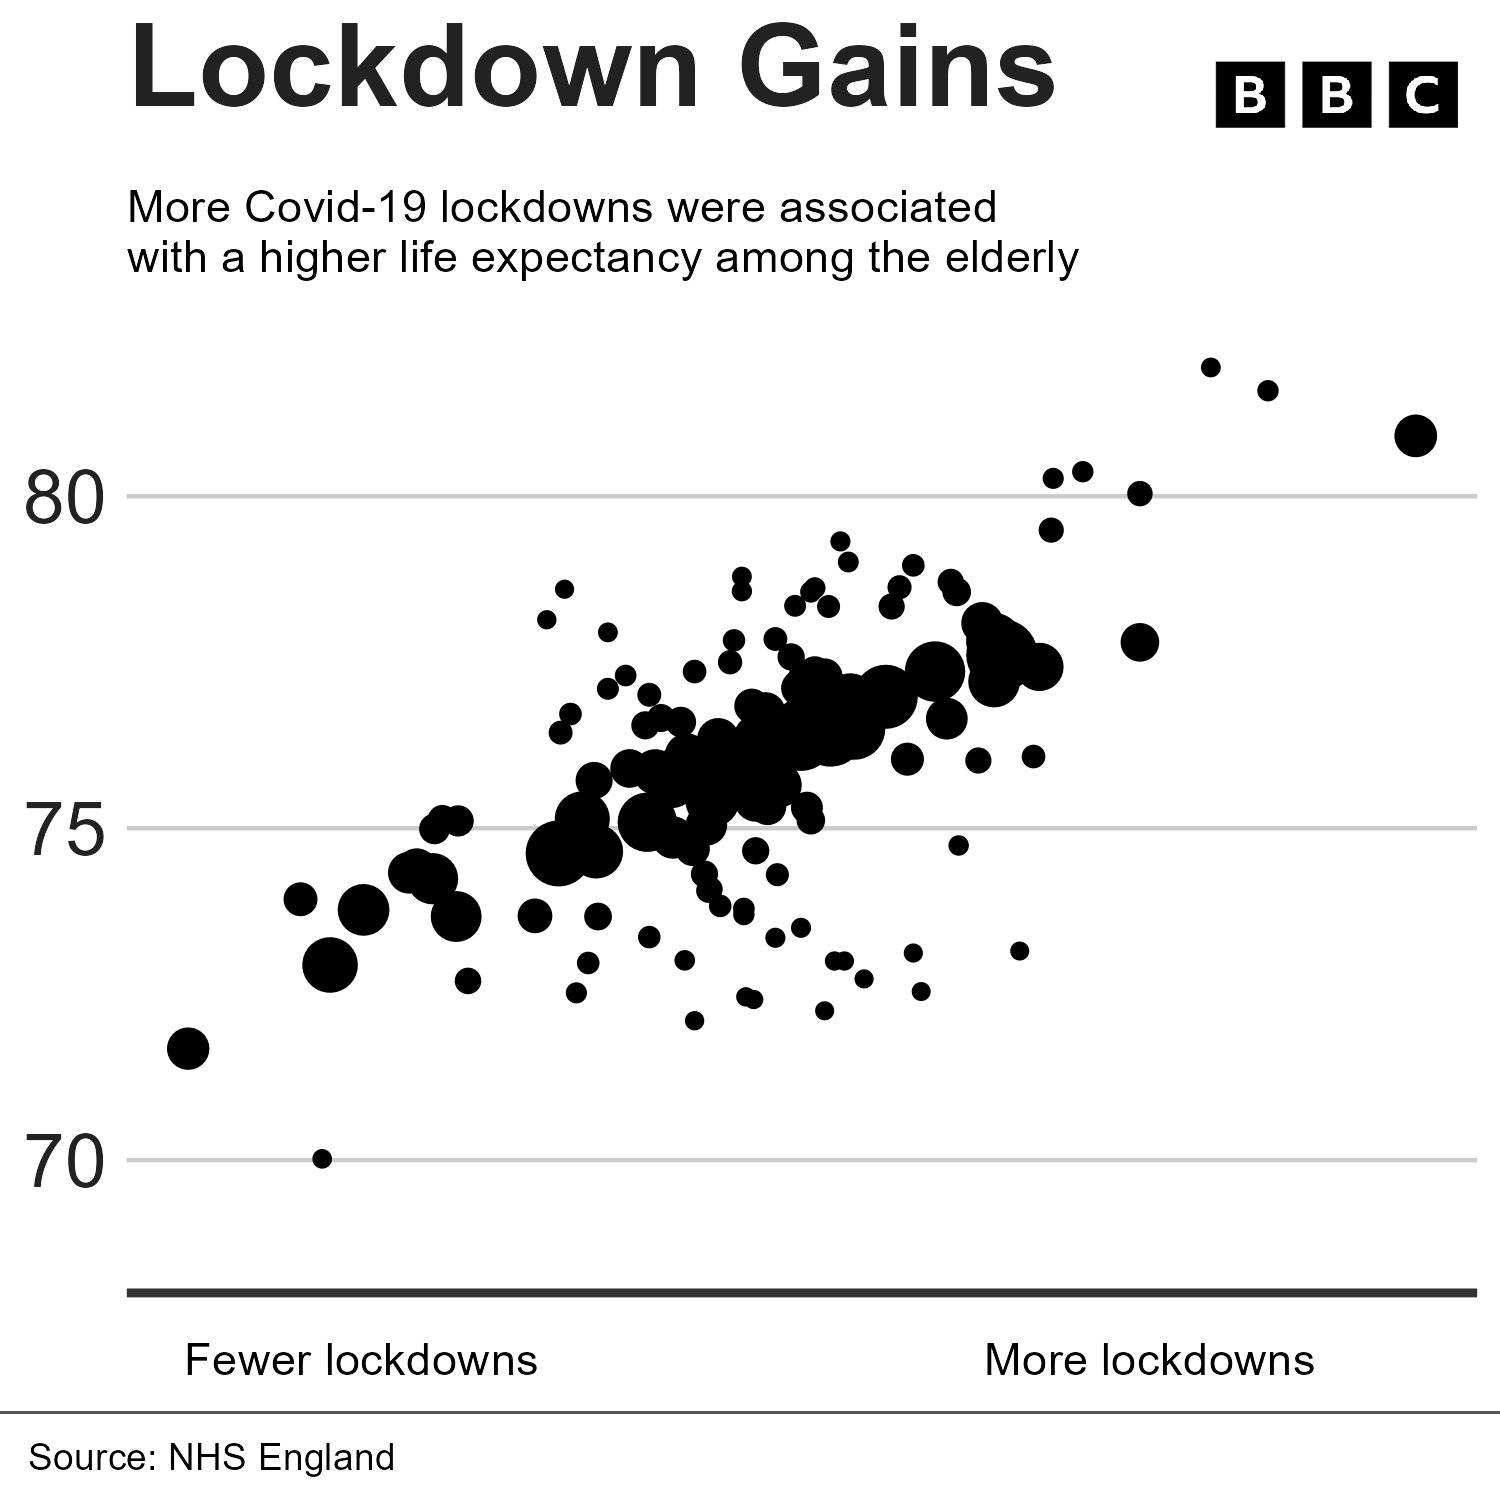 Lockdown Gains
BBC
More Covid-19 lockdowns were associated
with a higher life expectancy among the elderly
80
75
70
Fewer lockdowns
More lockdowns
Source: NHS England